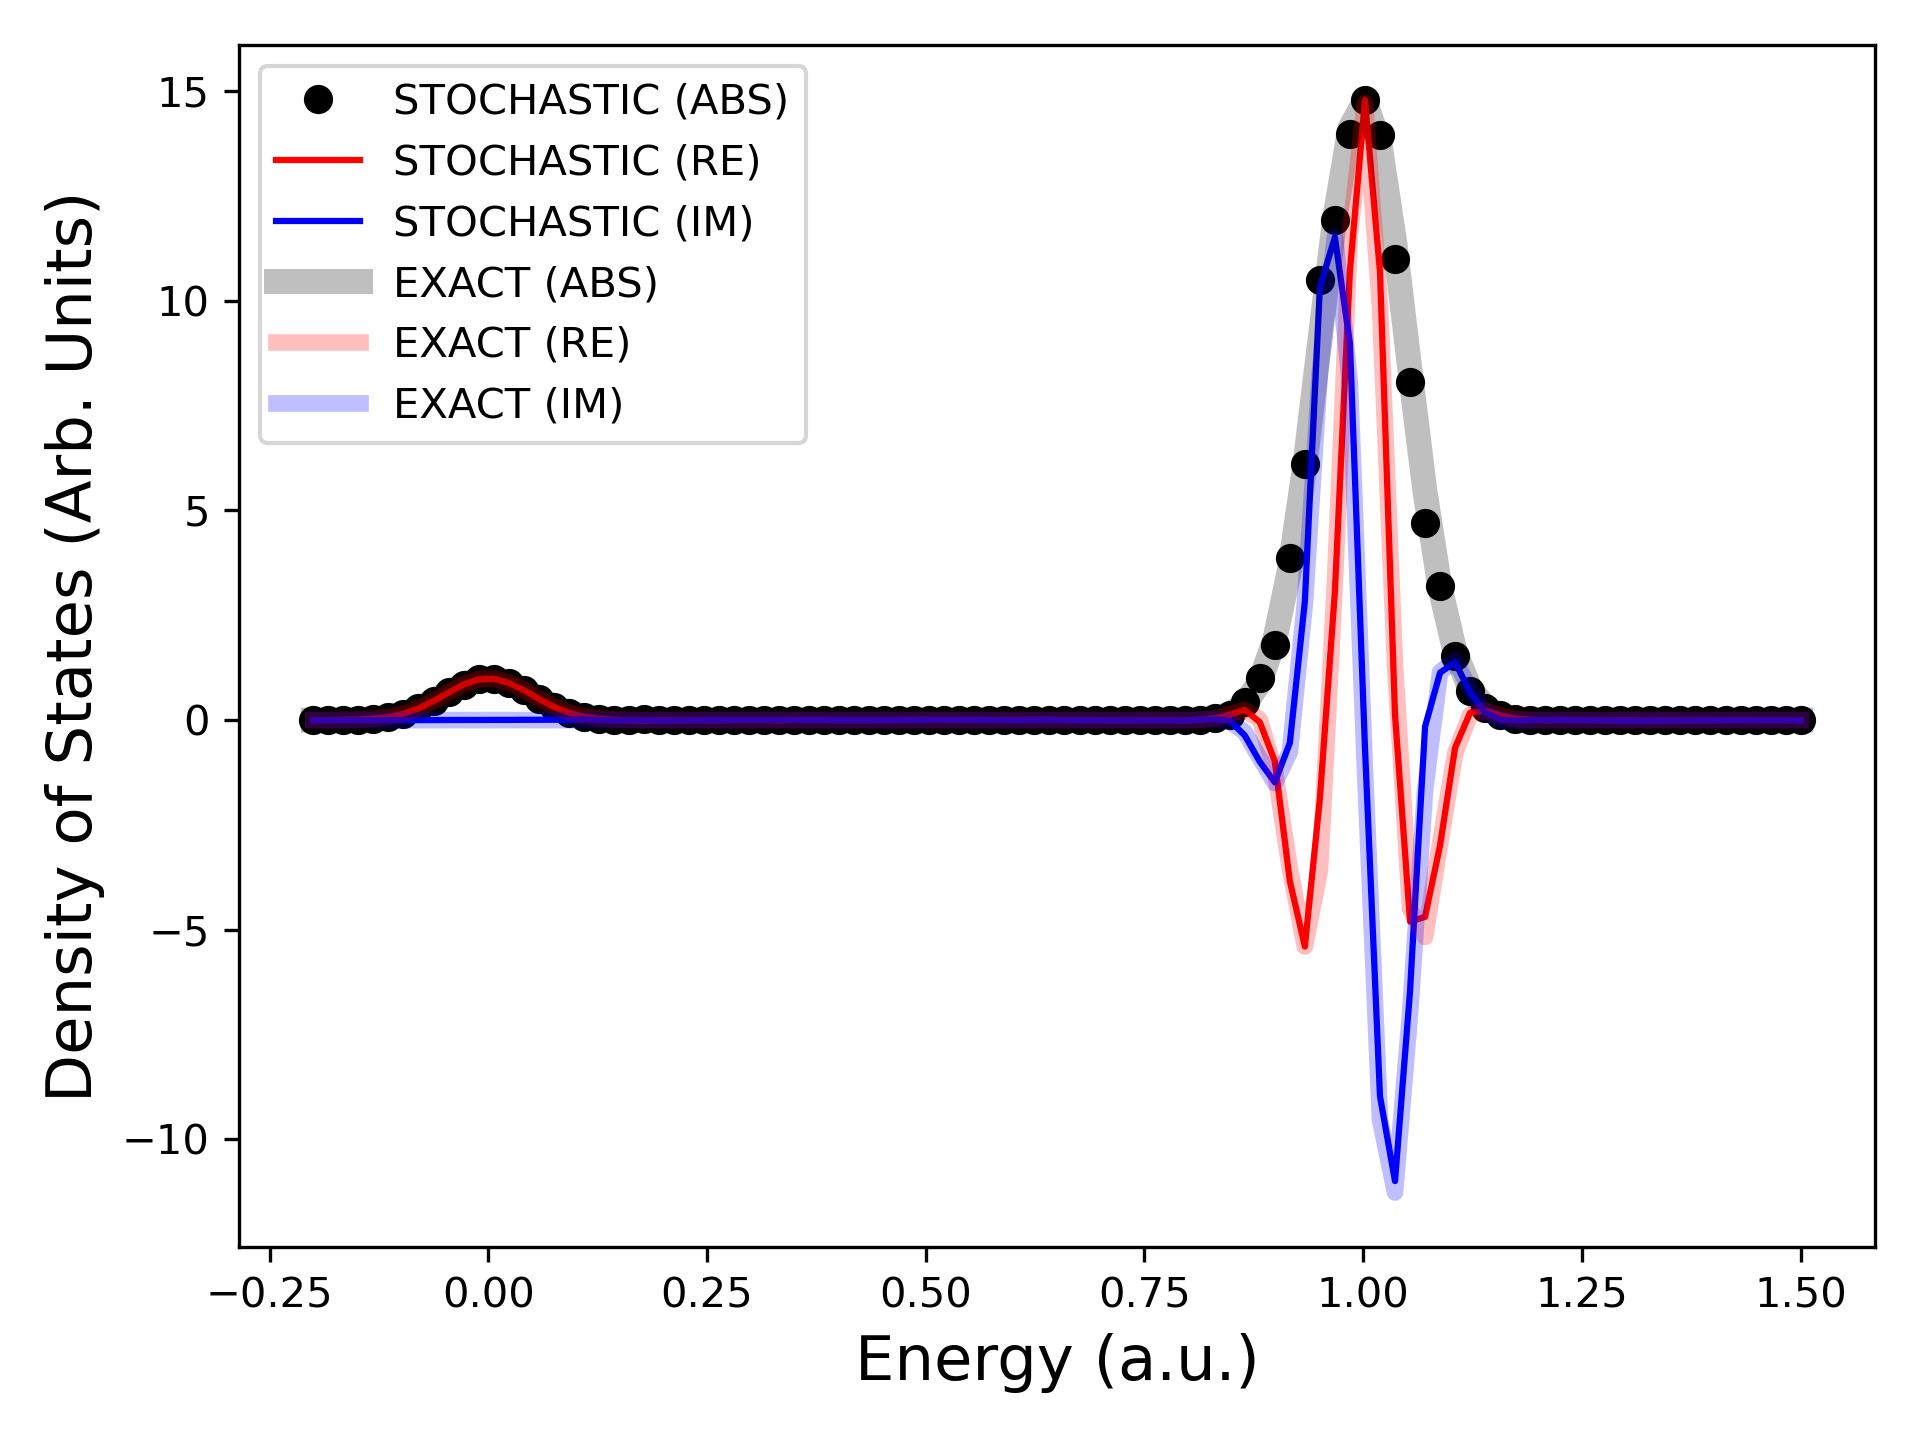 STOCHASTIC (ABS)
STOCHASTIC (RE)
STOCHASTIC (IM)
EXACT (ABS)
EXACT (RE)
EXACT (IM)
Density of States (Arb. Units)
15
10
5
0
−5
−10
−0.25
0.00
0.25
0.50
0.75
1.00
1.25
1.50
Energy (a.u.)